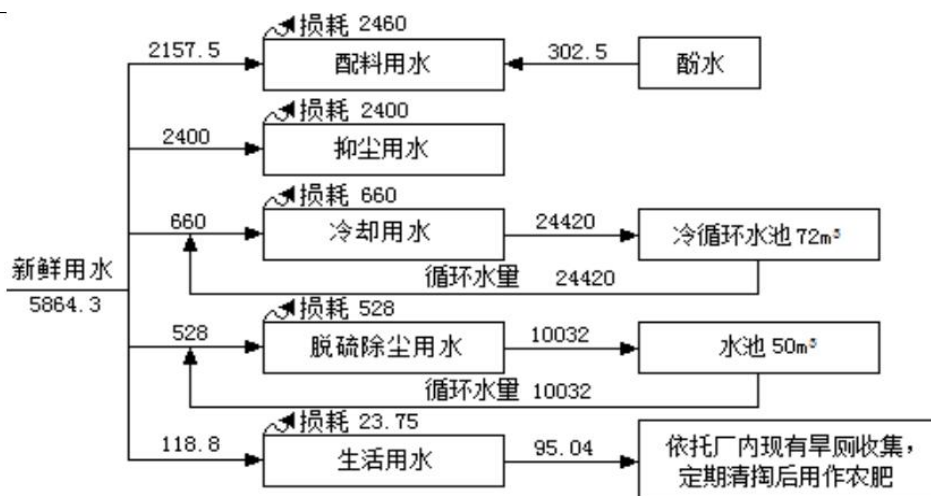 损耗 2460
2157.5
配料用水
302.5
酚水
损耗 2400
2400
抑尘用水
损耗 660
660
冷却用水
24420
冷循环水池 72m³
循环水量 24420
新鲜用水
5864.3
损耗 528
528
脱硫除尘用水
10032
水池 50m³
循环水量 10032
损耗 23.75
118.8
生活用水
95.04
依托厂内现有旱厕收集，
定期清掏后用作农肥